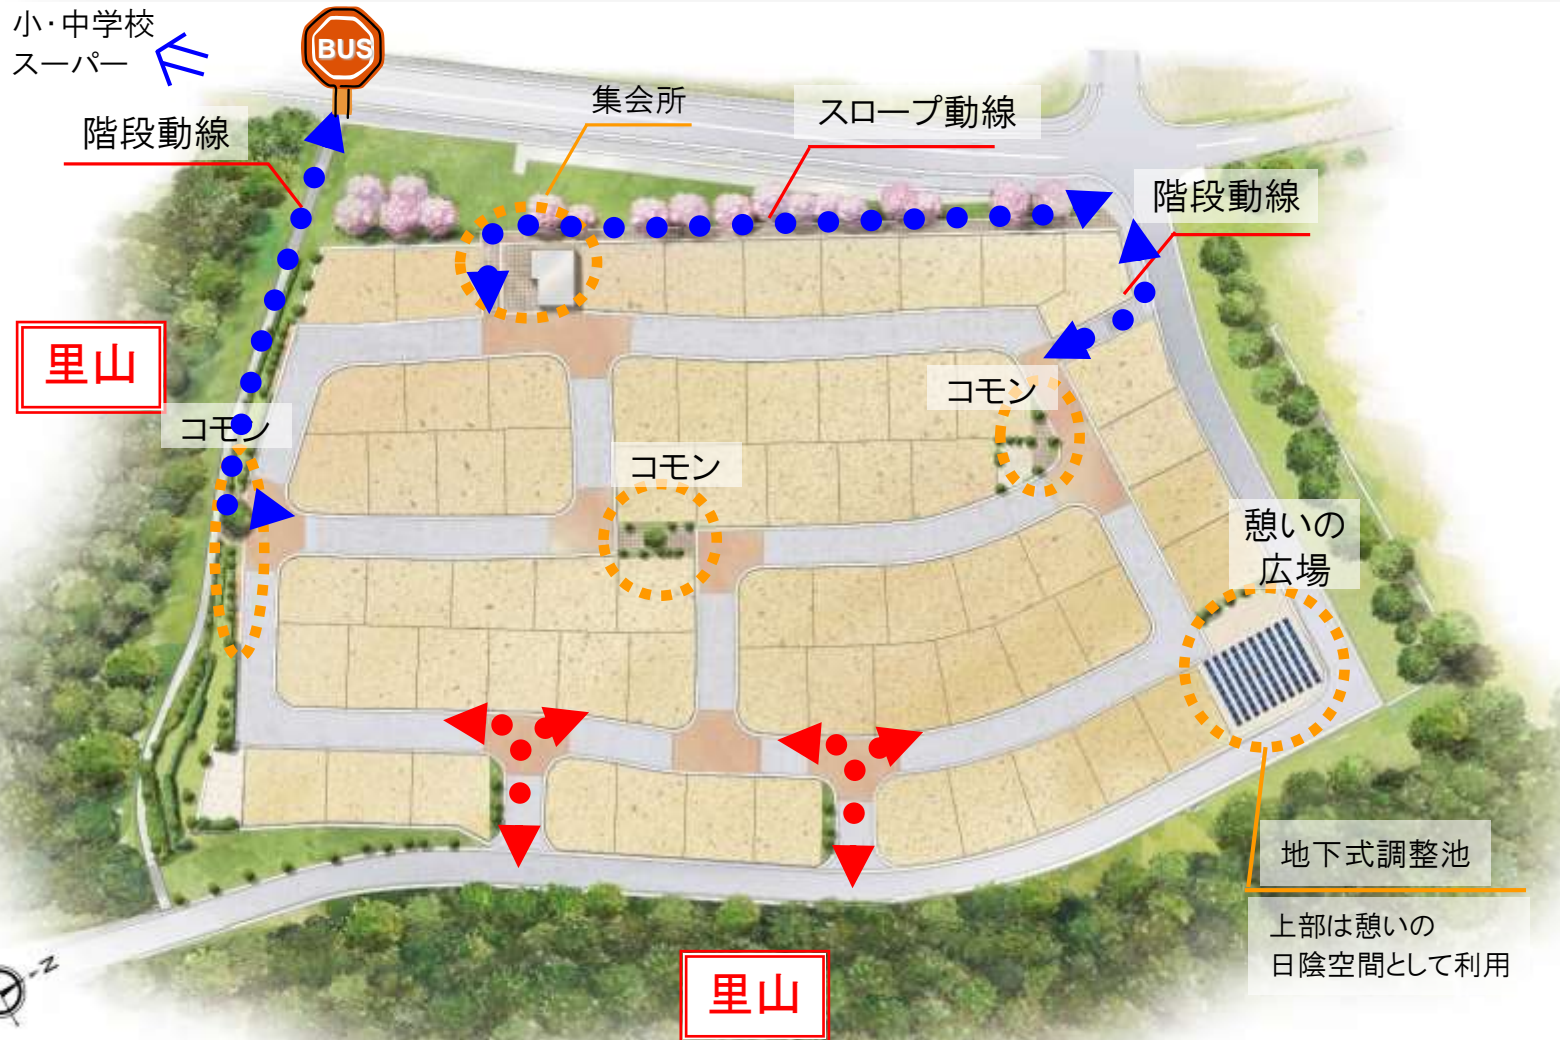 小・中学校
スーパー
BUS
階段動線
集会所
スロープ動線
階段動線
里山
コモン
コモン
コモン
憩いの
広場
地下式調整池
上部は憩いの
日陰空間として利用
里山
N